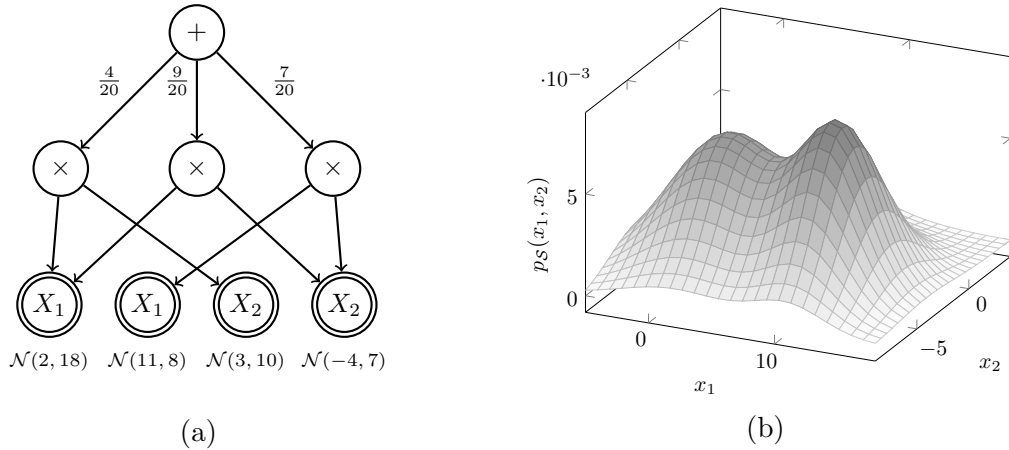 +
4/20 9/20 7/20
× × ×
X₁ X₁ X₂ X₂
𝒩(2, 18) 𝒩(11, 8) 𝒩(3, 10) 𝒩(−4, 7)
(a)
·10⁻³
5
0
p𝒮(x₁, x₂)
0
10
x₁
−5
0
x₂
(b)